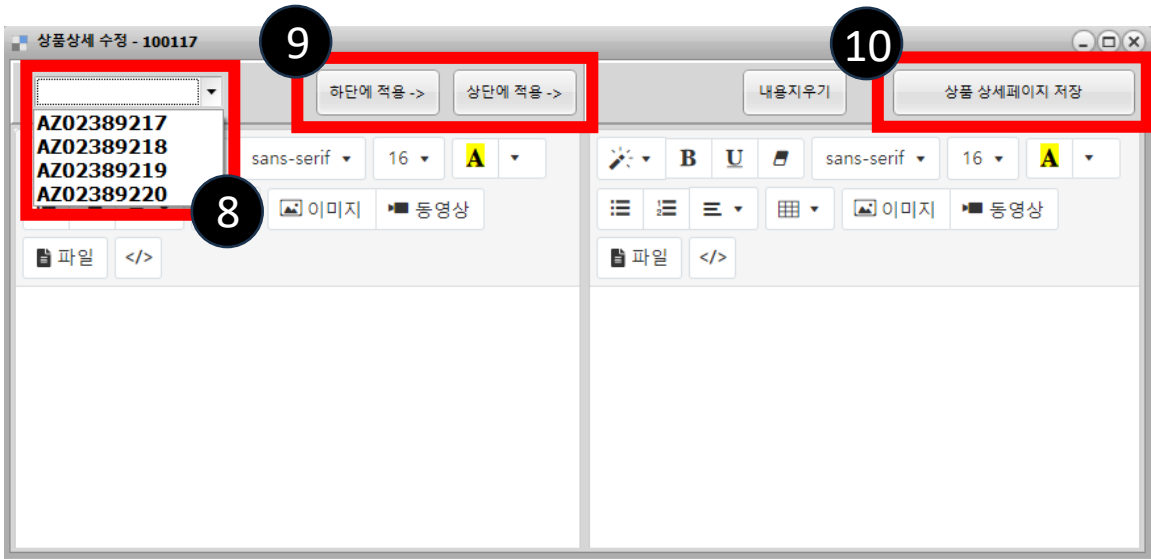 9
10
상품상세 수정 - 100117
하단에 적용 ->
상단에 적용 ->
내용지우기
상품 상세페이지 저장
AZ02389217
AZ02389218
AZ02389219
AZ02389220
8
sans-serif
16
A
이미지
동영상
파일
</>
B
U
sans-serif
16
A
이미지
동영상
파일
</>